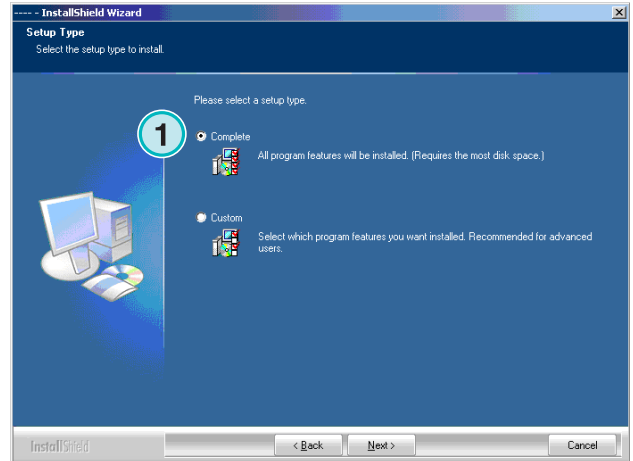 ---- - InstallShield Wizard
Setup Type
Select the setup type to install.
Please select a setup type.
1
Complete
All program features will be installed. (Requires the most disk space.)
Custom
Select which program features you want installed. Recommended for advanced
users.
InstallShield
< Back
Next >
Cancel